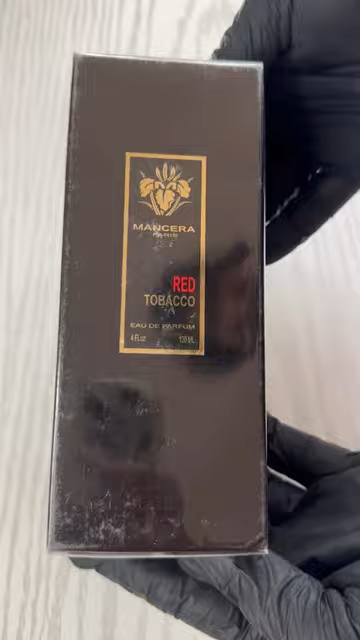 MANCERA
PARIS
RED
TOBACCO
EAU DE PARFUM
4 Fl.oz 120 ML